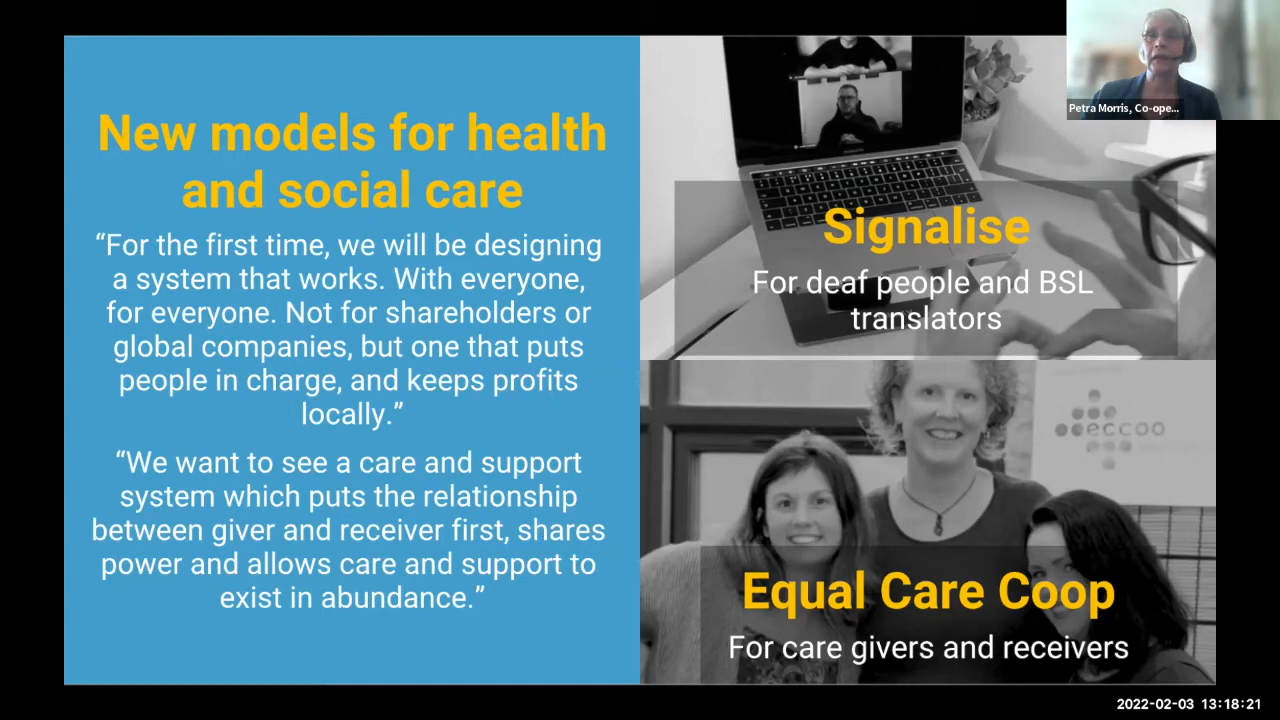 New models for health
and social care
“For the first time, we will be designing
a system that works. With everyone,
for everyone. Not for shareholders or
global companies, but one that puts
people in charge, and keeps profits
locally.”
“We want to see a care and support
system which puts the relationship
between giver and receiver first, shares
power and allows care and support to
exist in abundance.”
Signalise
For deaf people and BSL
translators
eccoo
Equal Care Coop
For care givers and receivers
Petra Morris, Co-ope...
2022-02-03 13:18:21